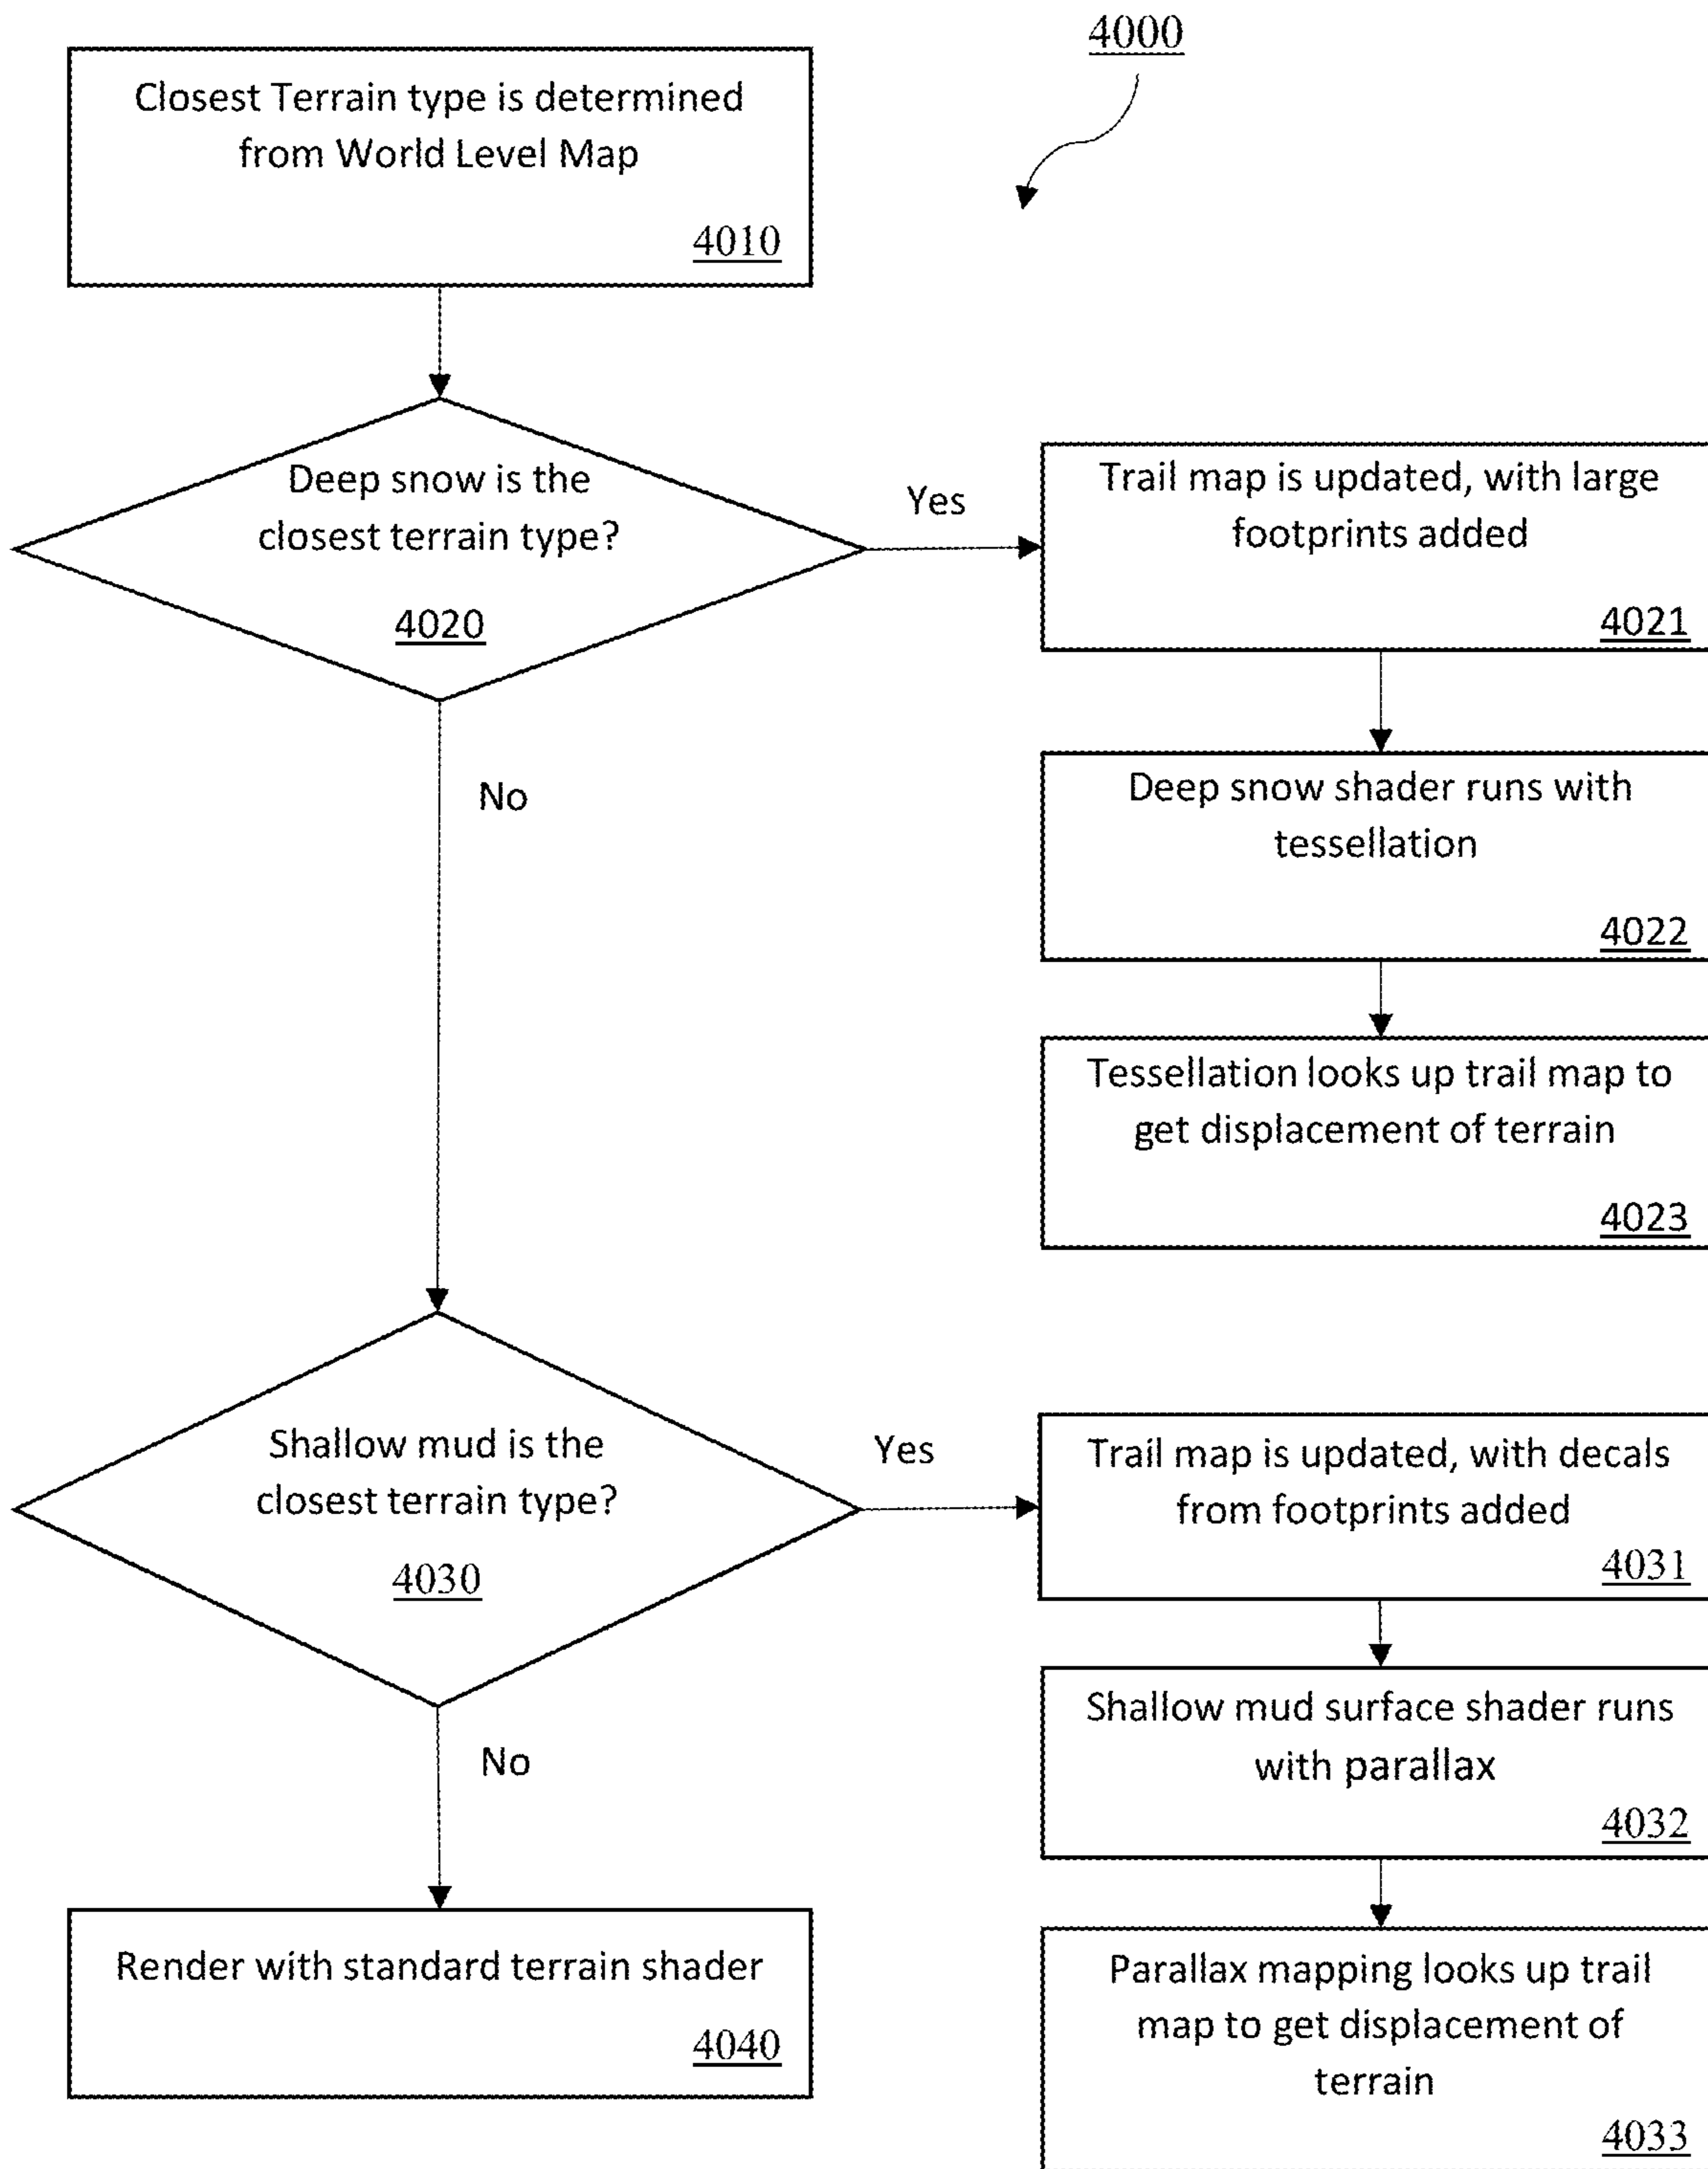 4000
Closest Terrain type is determined
from World Level Map
4010
Deep snow is the
closest terrain type?
4020
Yes
Trail map is updated, with large
footprints added
4021
No
Deep snow shader runs with
tessellation
4022
Tessellation looks up trail map to
get displacement of terrain
4023
Shallow mud is the
closest terrain type?
4030
Yes
Trail map is updated, with decals
from footprints added
4031
No
Shallow mud surface shader runs
with parallax
4032
Parallax mapping looks up trail
map to get displacement of
terrain
4033
Render with standard terrain shader
4040